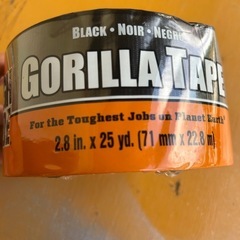 BLACK • NOIR • NEGRO
GORILLA TAPE
For the Toughest Jobs on Planet Earth
2.8 in. x 25 yd. (71 mm x 22.8 m)